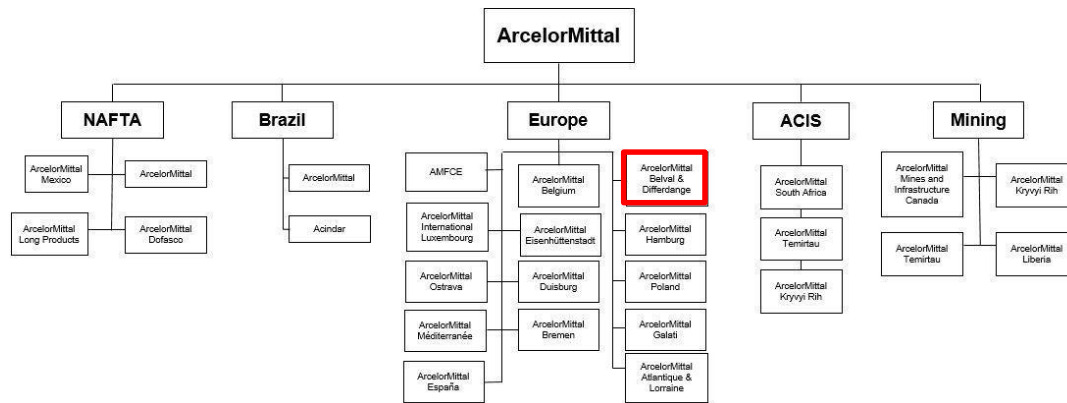 ArcelorMittal
NAFTA
Brazil
Europe
ACIS
Mining
ArcelorMittal
Mexico
ArcelorMittal
ArcelorMittal
Long Products
ArcelorMittal
Dofasco
ArcelorMittal
Acindar
AMFCE
ArcelorMittal
Belgium
ArcelorMittal
Belval &
Differdange
ArcelorMittal
International
Luxembourg
ArcelorMittal
Eisenhüttenstadt
ArcelorMittal
Hamburg
ArcelorMittal
Ostrava
ArcelorMittal
Duisburg
ArcelorMittal
Poland
ArcelorMittal
Méditerranée
ArcelorMittal
Bremen
ArcelorMittal
Galati
ArcelorMittal
España
ArcelorMittal
Atlantique &
Lorraine
ArcelorMittal
South Africa
ArcelorMittal
Temirtau
ArcelorMittal
Kryvyi Rih
ArcelorMittal
Mines and
Infrastructure
Canada
ArcelorMittal
Kryvyi Rih
ArcelorMittal
Temirtau
ArcelorMittal
Liberia